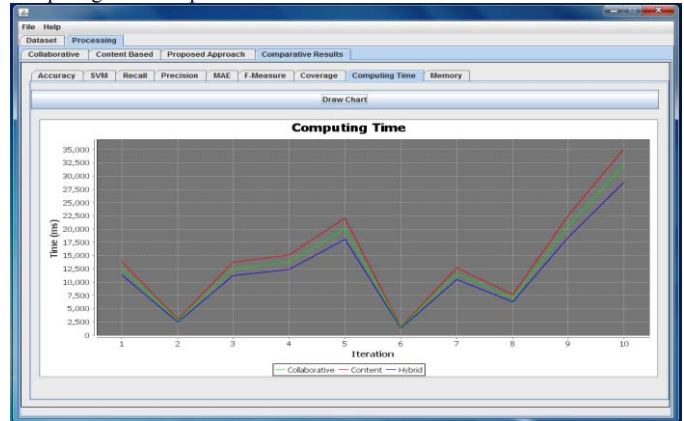 File Help
Dataset Processing
Collaborative Content Based Proposed Approach Comparative Results
Accuracy SVM Recall Precision MAE F-Measure Coverage Computing Time Memory
Draw Chart
Computing Time
Time (ms)
35,000
32,500
30,000
27,500
25,000
22,500
20,000
17,500
15,000
12,500
10,000
7,500
5,000
2,500
0
1 2 3 4 5 6 7 8 9 10
Iteration
Collaborative Content Hybrid